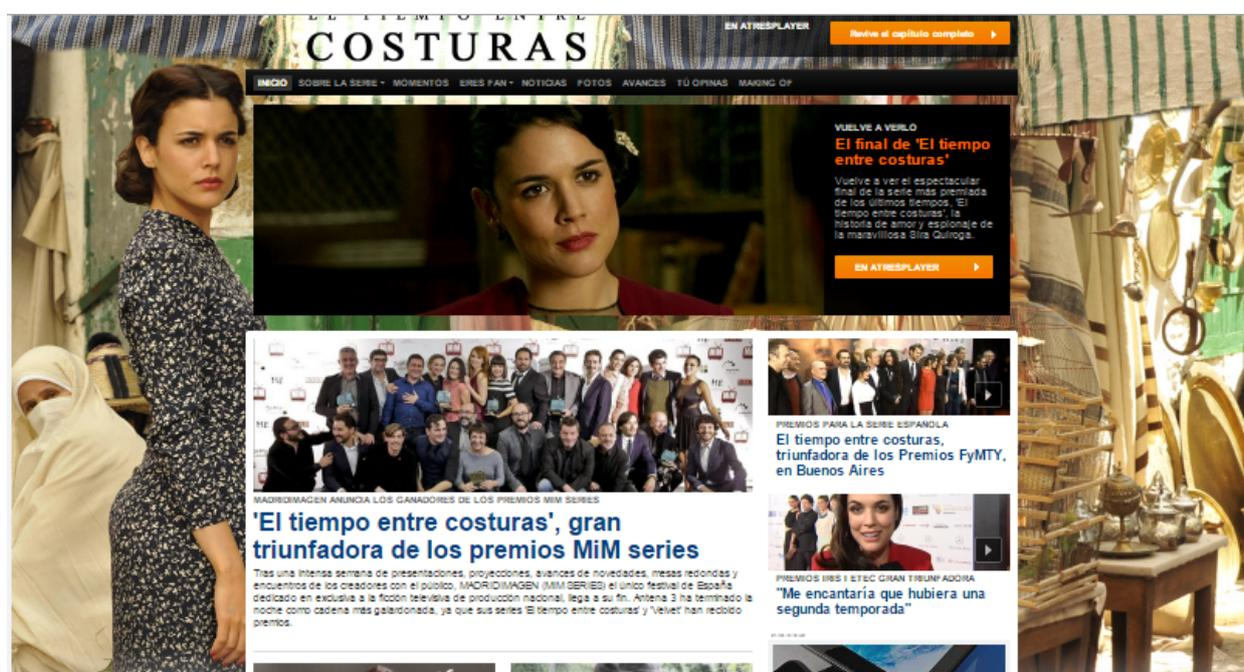 EL TIEMPO ENTRE
COSTURAS
EN ATRESPLAYER
Revive el capítulo completo
INICIO SOBRE LA SERIE MOMENTOS ERES FAN NOTICIAS FOTOS AVANCES TÚ OPINAS MAKING OF
VUELVE A VERLO
El final de 'El tiempo
entre costuras'
Vuelve a ver el espectacular
final de la serie más premiada
de los últimos tiempos, 'El
tiempo entre costuras', la
historia de amor y espionaje de
la maravillosa Sira Quiroga.
EN ATRESPLAYER
MADRIDIMAGEN ANUNCIA LOS GANADORES DE LOS PREMIOS MIM SERIES
'El tiempo entre costuras', gran
triunfadora de los premios MiM series
Tras una intensa semana de presentaciones, proyecciones, avances de novedades, mesas redondas y
encuentros de los creadores con el público, MADRIDIMAGEN (MIM SERIES) el único festival de España
dedicado en exclusiva a la ficción televisiva de producción nacional, llega a su fin. Antena 3 ha terminado la
noche como cadena más galardonada, ya que sus series 'El tiempo entre costuras' y 'Velvet' han recibido
premios.
PREMIOS PARA LA SERIE ESPAÑOLA
El tiempo entre costuras,
triunfadora de los Premios FyMTY,
en Buenos Aires
PREMIOS IRIS I ETEC GRAN TRIUNFADORA
"Me encantaría que hubiera una
segunda temporada"